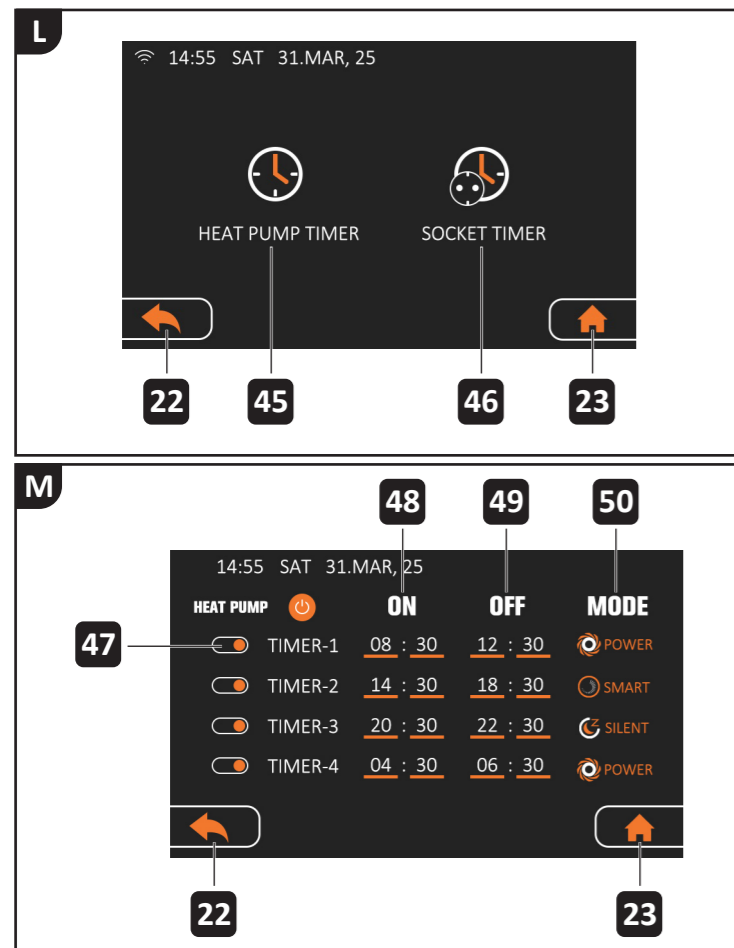 L
14:55 SAT 31.MAR, 25
HEAT PUMP TIMER SOCKET TIMER
22 45 46 23
M
48 49 50
14:55 SAT 31.MAR, 25
HEAT PUMP ON OFF MODE
47 TIMER-1 08 : 30 12 : 30 POWER
TIMER-2 14 : 30 18 : 30 SMART
TIMER-3 20 : 30 22 : 30 SILENT
TIMER-4 04 : 30 06 : 30 POWER
22 23